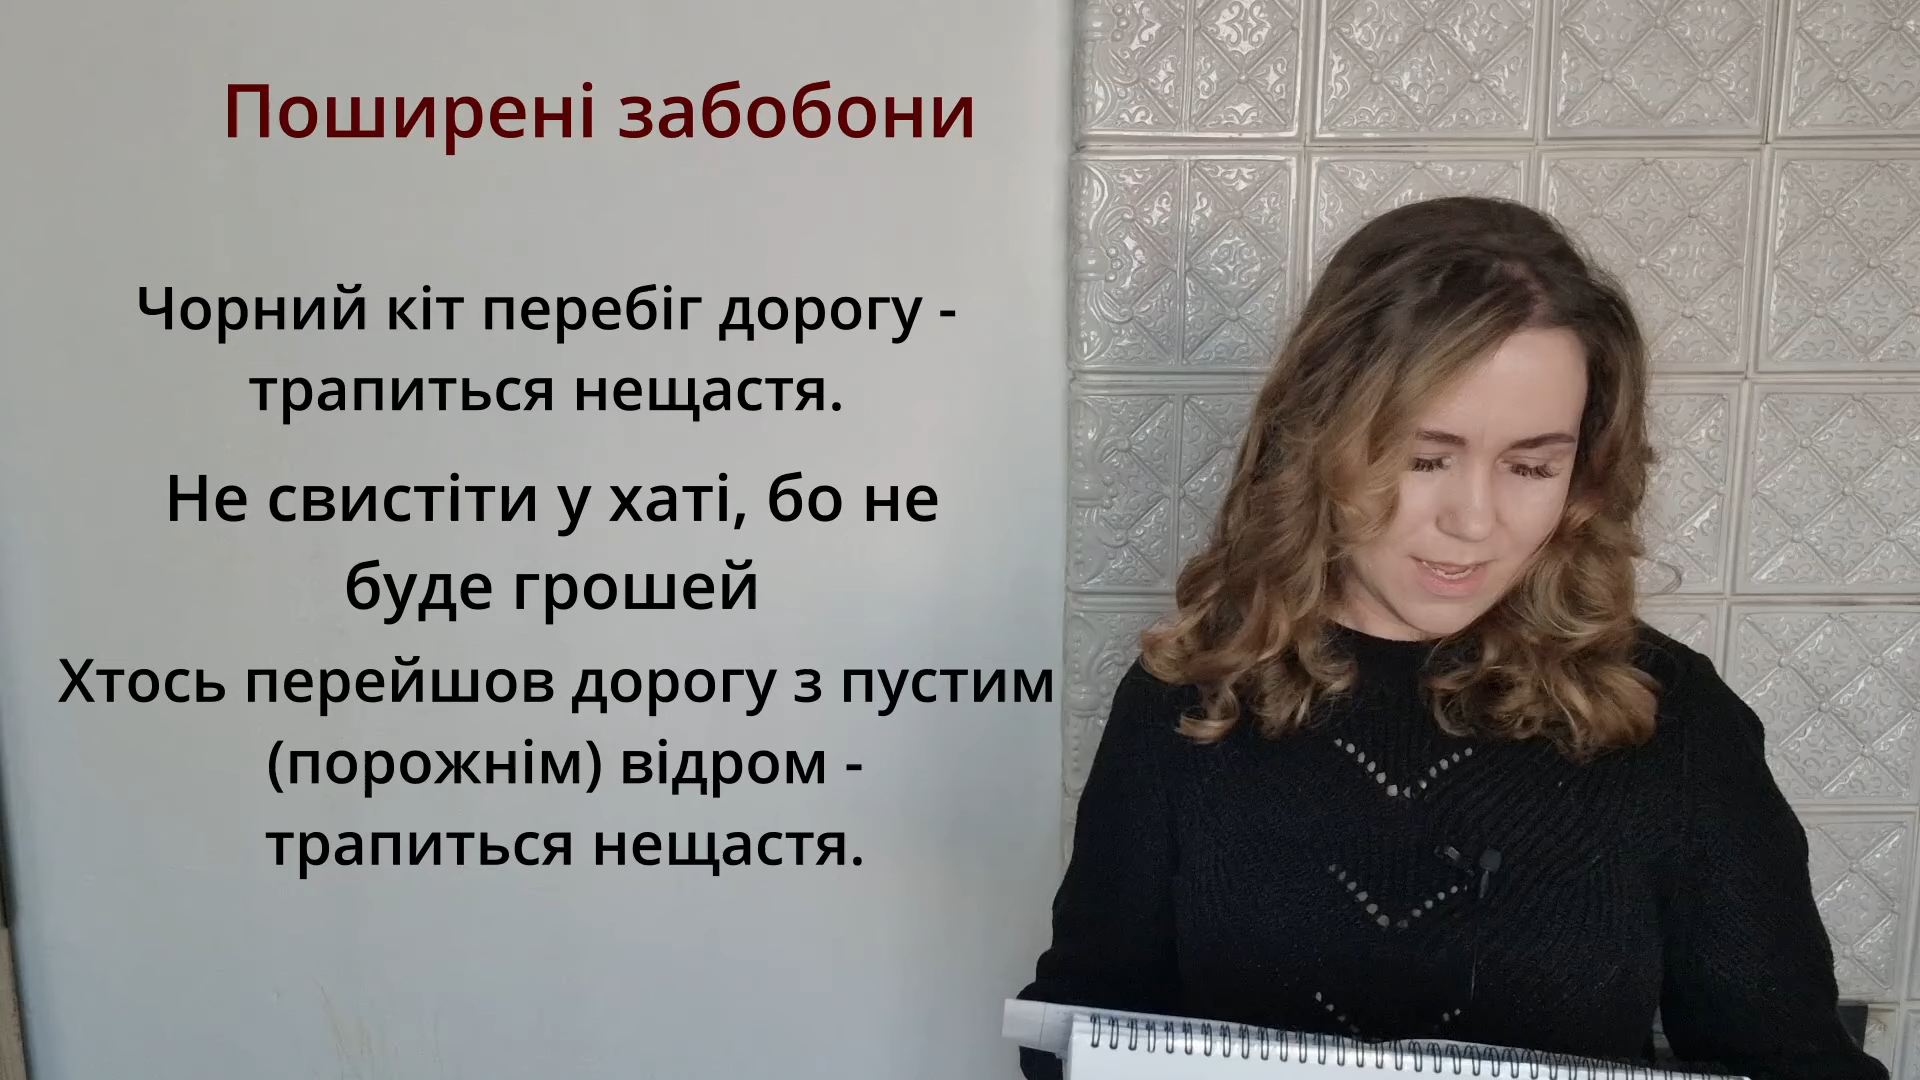 Поширені забобони
Чорний кіт перебіг дорогу -
трапиться нещастя.
Не свистіти у хаті, бо не
буде грошей
Хтось перейшов дорогу з пустим
(порожнім) відром -
трапиться нещастя.